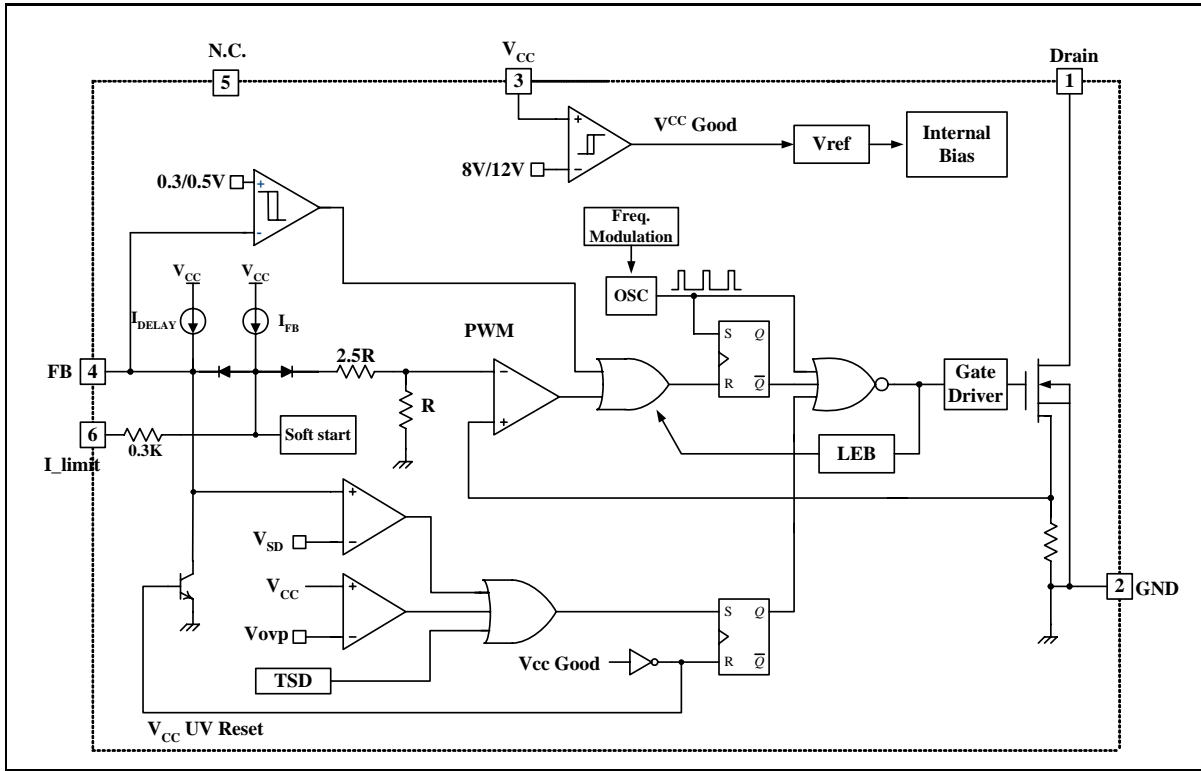 N.C.
5
VCC
3
Drain
1
+
-
8V/12V
VCC Good
Vref
Internal
Bias
0.3/0.5V
+
-
Freq.
Modulation
OSC
VCC
VCC
IDELAY
IFB
PWM
S Q
R Q
FB 4
2.5R
R
-
+
Gate
Driver
6
I_limit
0.3K
Soft start
LEB
+
-
VSD
VCC
+
-
Vovp
TSD
S Q
R Q
Vcc Good
2 GND
VCC UV Reset